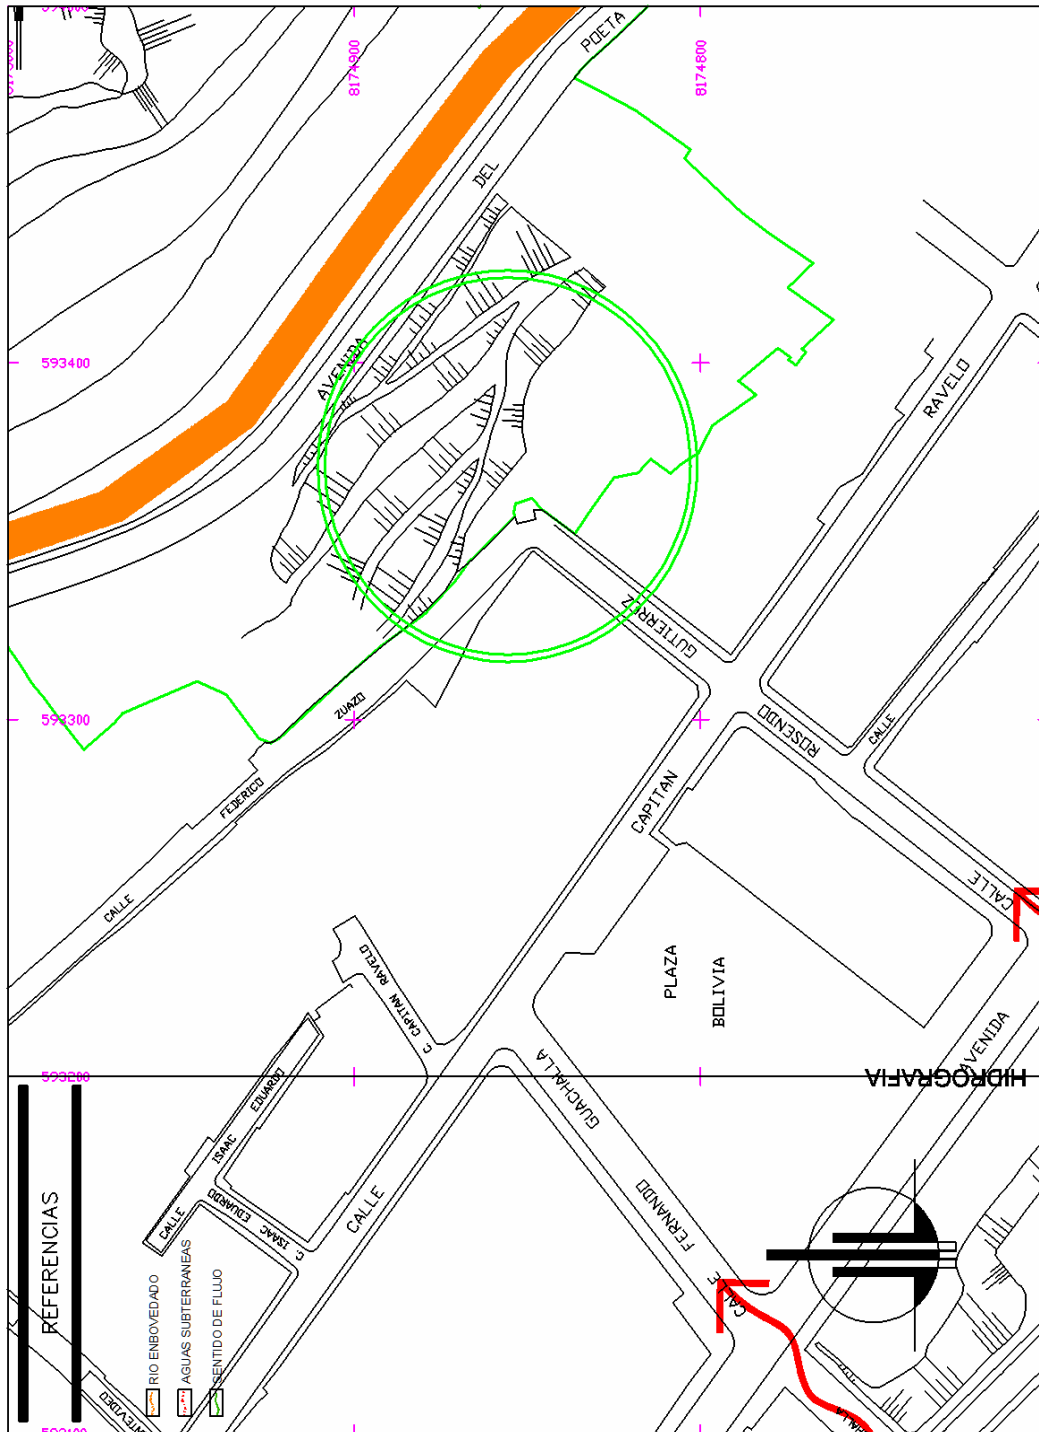 POETA
8174900
8174800
DEL
AVENIDA
593400
RAVELO
GUTIERREZ
593300
ZUAZO
FEDERICO
CALLE
ROSENDO
CALLE
CAPITAN
CALLE
PLAZA
BOLIVIA
C. CAPITAN RAVELO
AVENIDA
HIDROGRAFIA
593200
GUACHALLA
FERNANDO
CALLE
EDUARDO
ISAAC
CALLE
C. ISAAC EDUARDO
CALLE
REFERENCIAS
RIO ENBOVEDADO
AGUAS SUBTERRANEAS
SENTIDO DE FLUJO